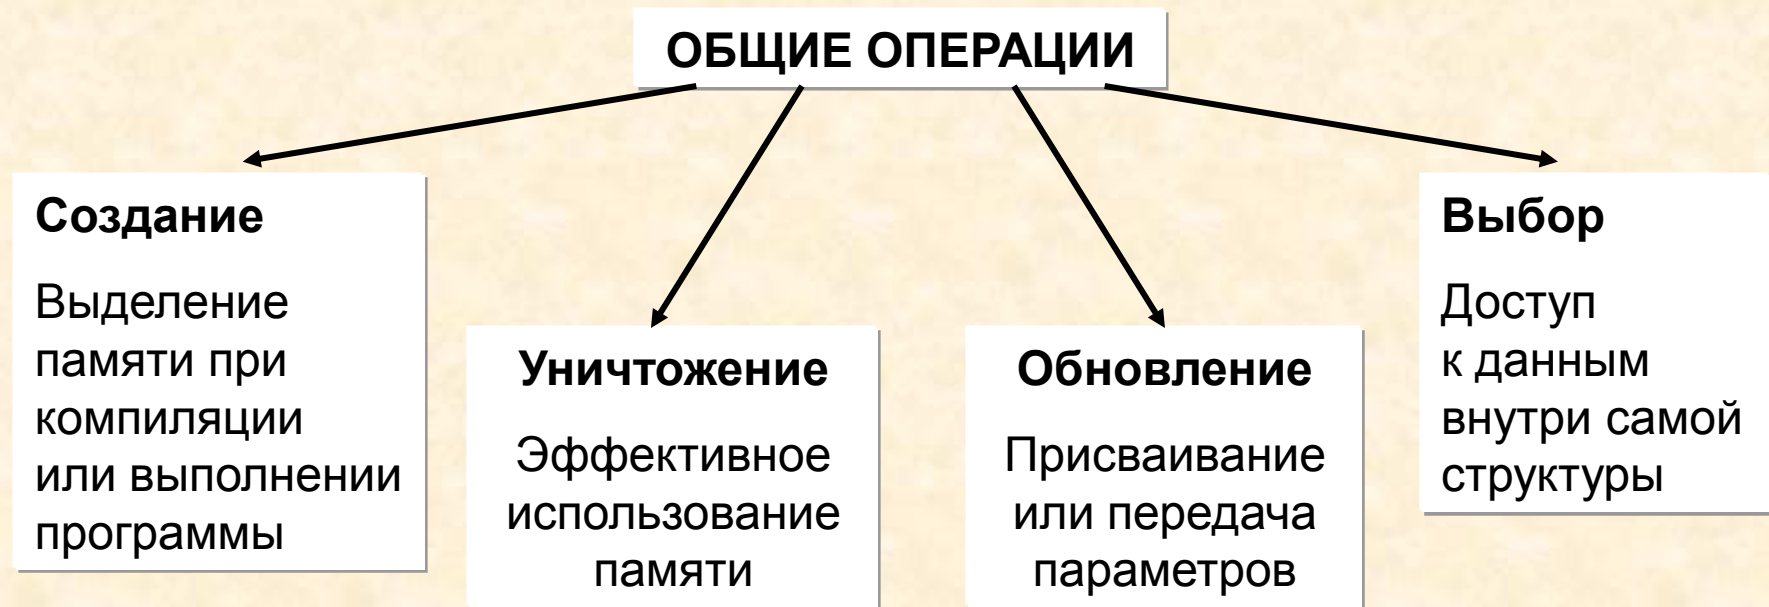 ОБЩИЕ ОПЕРАЦИИ
Создание
Выделение
памяти при
компиляции
или выполнении
программы
Уничтожение
Эффективное
использование
памяти
Обновление
Присваивание
или передача
параметров
Выбор
Доступ
к данным
внутри самой
структуры